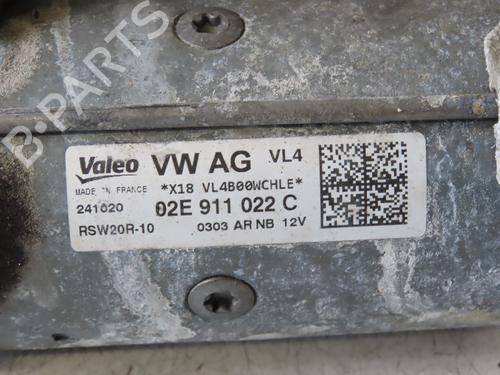 B-PARTS
Valeo VW AG VL4
MADE IN FRANCE *X18 VL4B00WCHLE*
241020 02E 911 022 C
RSW20R-10 0303 AR NB 12V